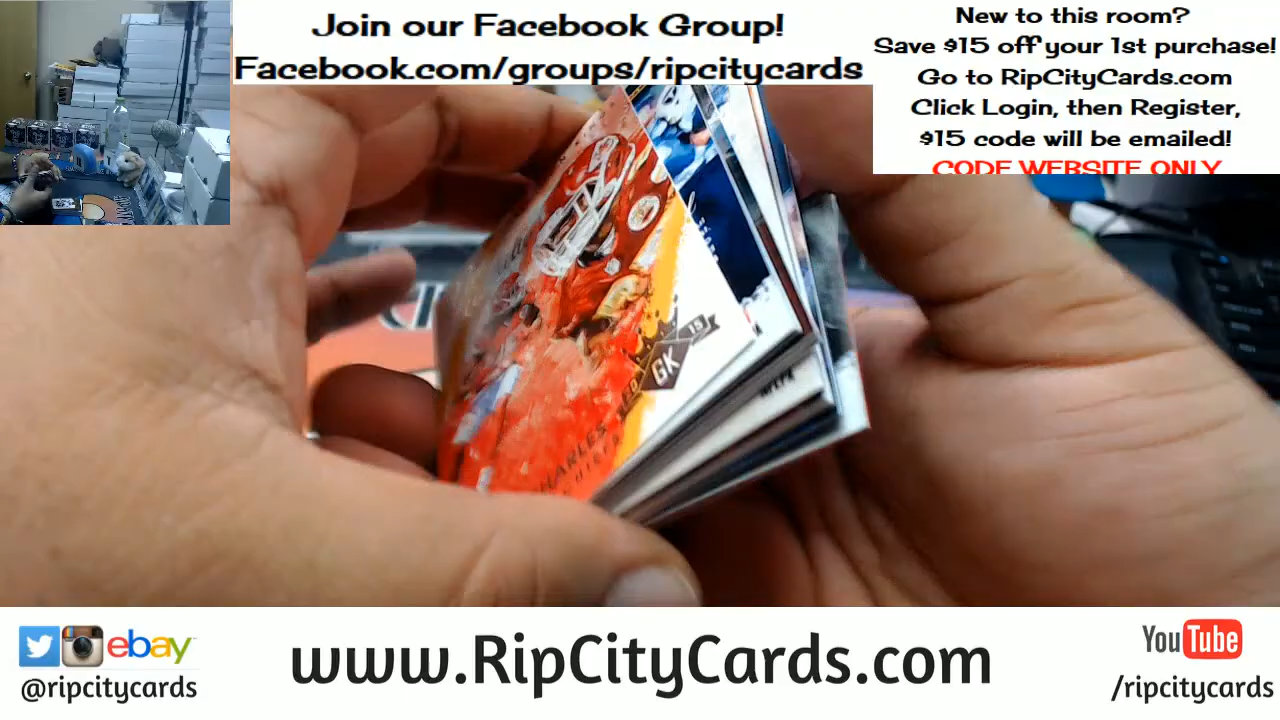 Join our Facebook Group!
Facebook.com/groups/ripcitycards
New to this room?
Save $15 off your 1st purchase!
Go to RipCityCards.com
Click Login, then Register,
$15 code will be emailed!
CODE WEBSITE ONLY
GK
15
ebay
@ripcitycards
www.RipCityCards.com
YouTube
/ripcitycards